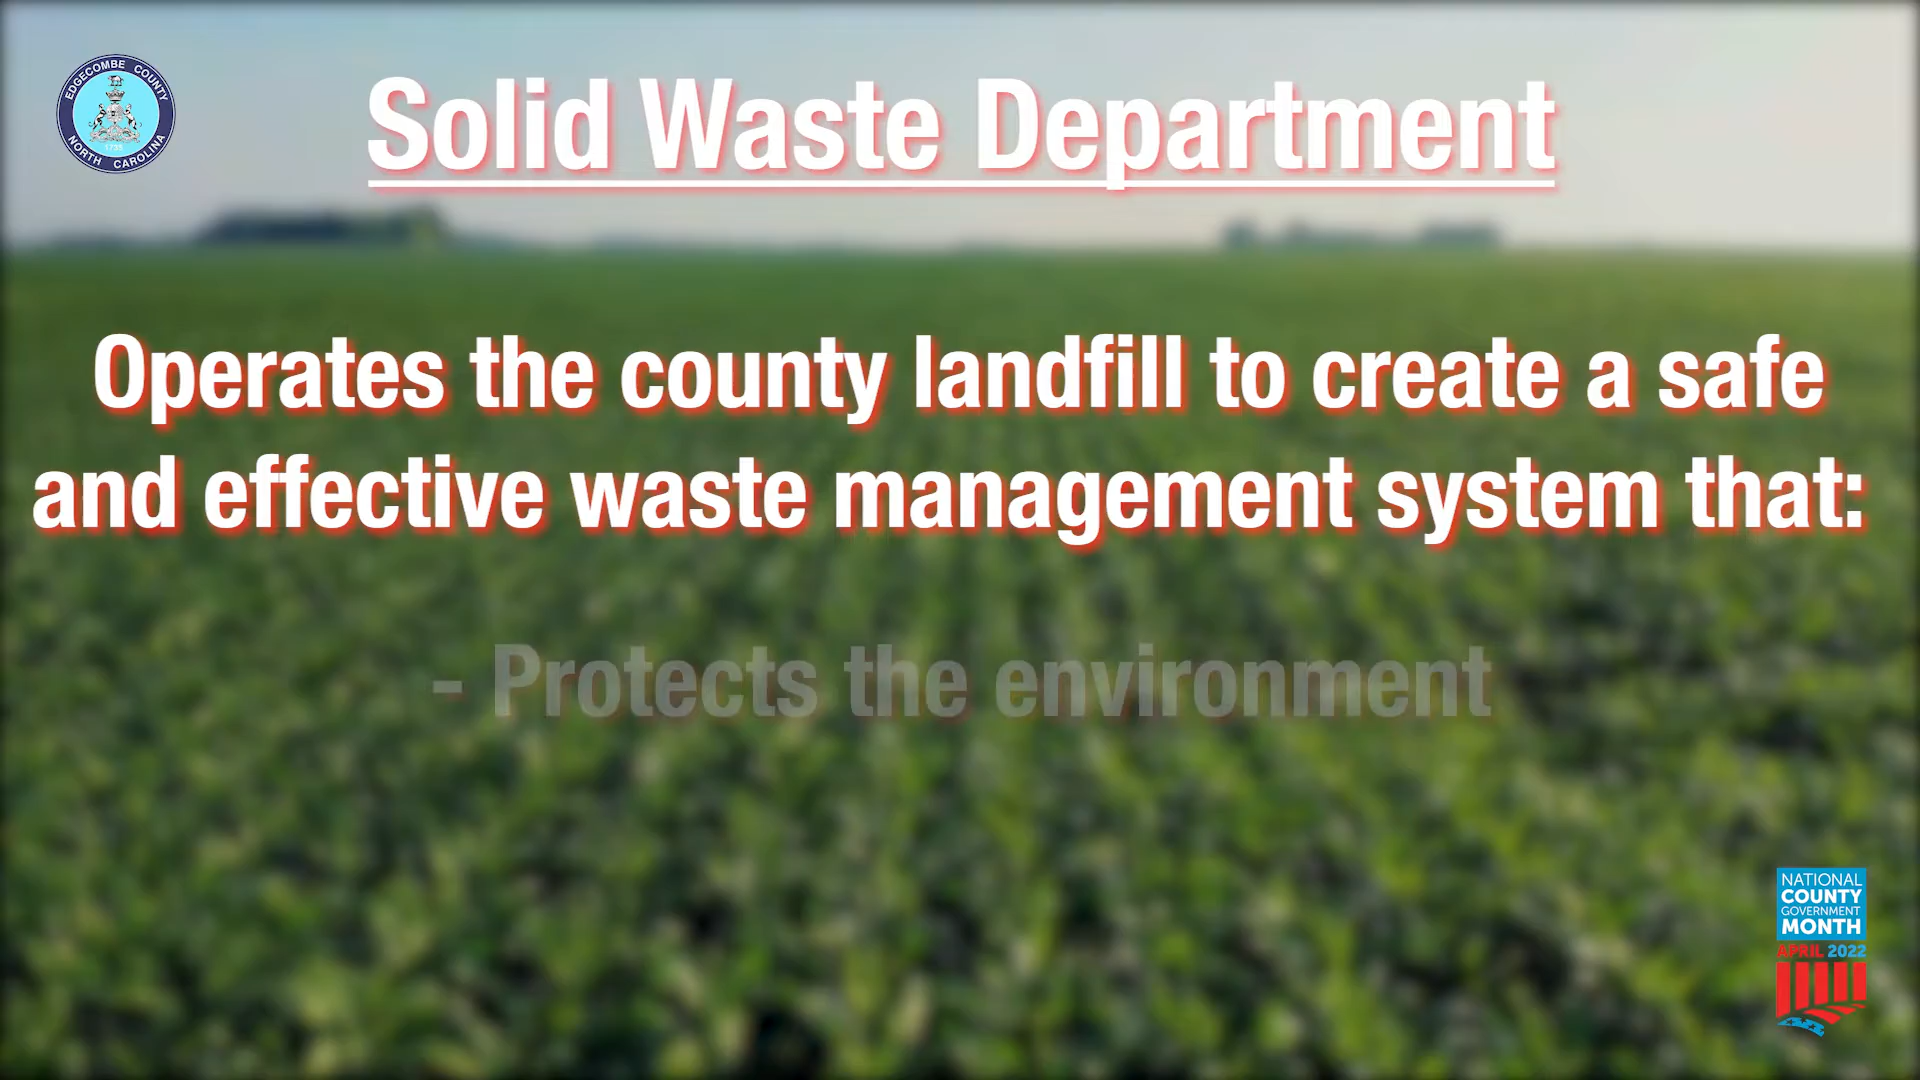 EDGECOMBE COUNTY
1735
NORTH CAROLINA
Solid Waste Department
Operates the county landfill to create a safe
and effective waste management system that:
- Protects the environment
NATIONAL
COUNTY
GOVERNMENT
MONTH
APRIL 2022